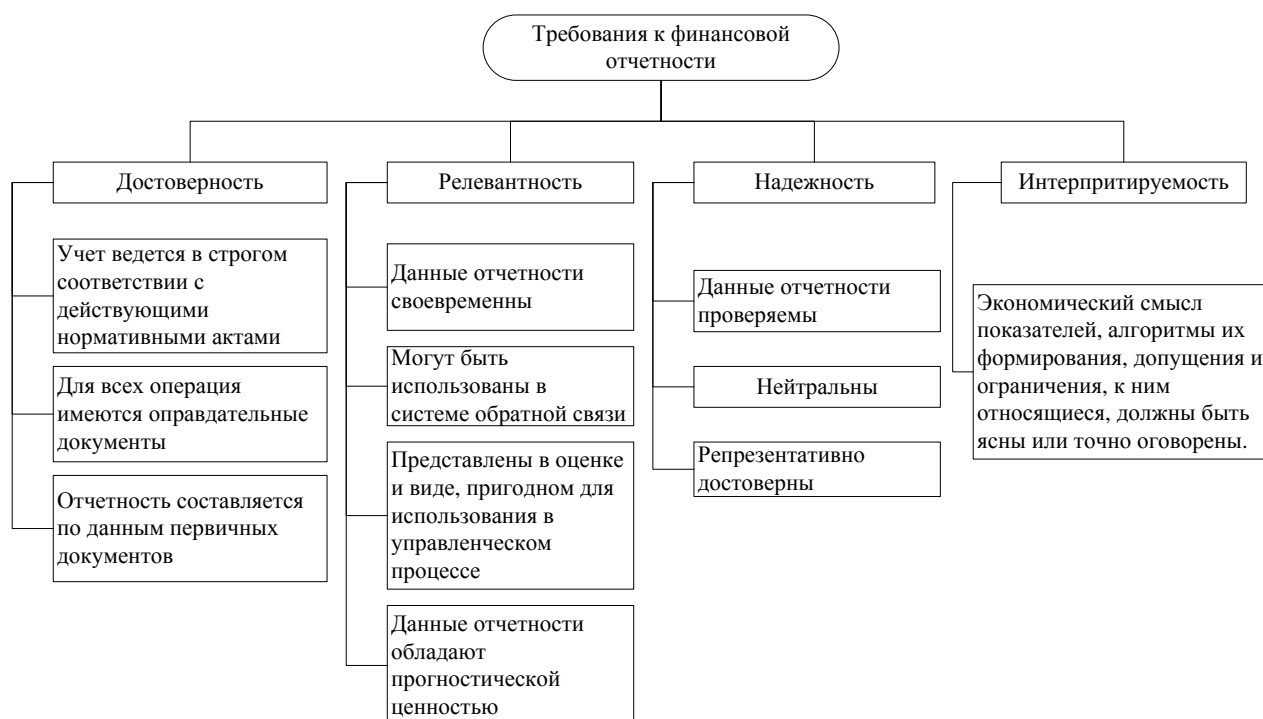 Требования к финансовой
отчетности
Достоверность
Учет ведется в строгом
соответствии с
действующими
нормативными актами
Для всех операция
имеются оправдательные
документы
Отчетность составляется
по данным первичных
документов
Релевантность
Данные отчетности
своевременны
Могут быть
использованы в
системе обратной связи
Представлены в оценке
и виде, пригодном для
использования в
управленческом
процессе
Данные отчетности
обладают
прогностической
ценностью
Надежность
Данные отчетности
проверяемы
Нейтральны
Репрезентативно
достоверны
Интерпритируемость
Экономический смысл
показателей, алгоритмы их
формирования, допущения и
ограничения, к ним
относящиеся, должны быть
ясны или точно оговорены.